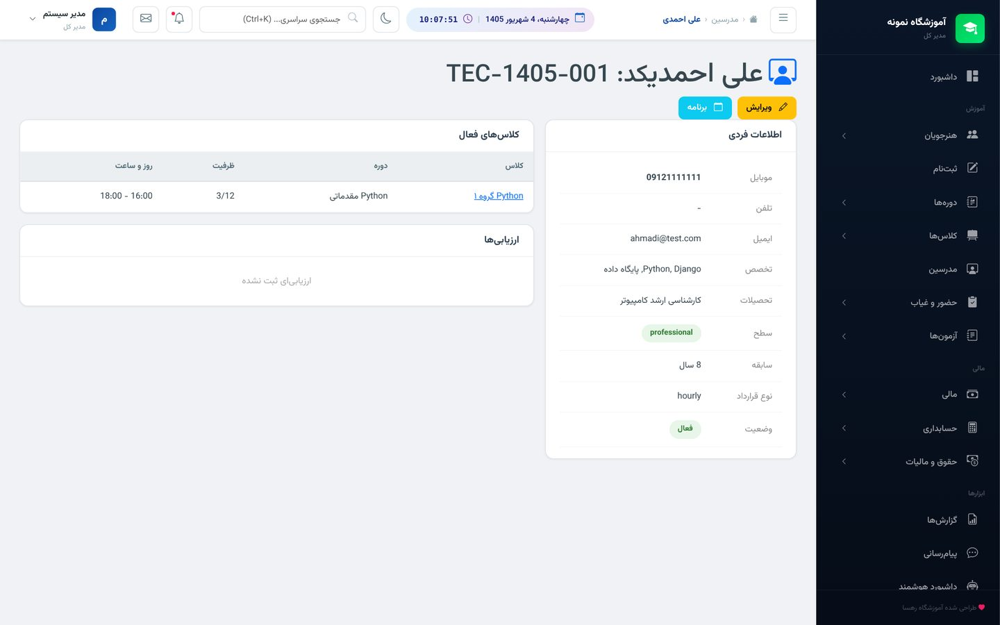 آموزشگاه نمونه
مدیر کل
داشبورد
آموزش
هنرجویان
ثبت‌نام
دوره‌ها
کلاس‌ها
مدرسین
حضور و غیاب
آزمون‌ها
مالی
مالی
حسابداری
حقوق و مالیات
ابزارها
گزارش‌ها
پیام‌رسانی
داشبورد هوشمند
طراحی شده آموزشگاه رهسا
مدرسین
علی احمدی
چهارشنبه، 4 شهریور 1405 | 10:07:51
جستجوی سراسری... (Ctrl+K)
م
مدیر سیستم
مدیر کل
علی احمدیکد: TEC-1405-001
ویرایش
برنامه
اطلاعات فردی
موبایل 09121111111
تلفن -
ایمیل ahmadi@test.com
تخصص Python, Django, پایگاه داده
تحصیلات کارشناسی ارشد کامپیوتر
سطح professional
سابقه 8 سال
نوع قرارداد hourly
وضعیت فعال
کلاس‌های فعال
کلاس دوره ظرفیت روز و ساعت
Python گروه ۱ Python مقدماتی 3/12 16:00 - 18:00
ارزیابی‌ها
ارزیابی‌ای ثبت نشده